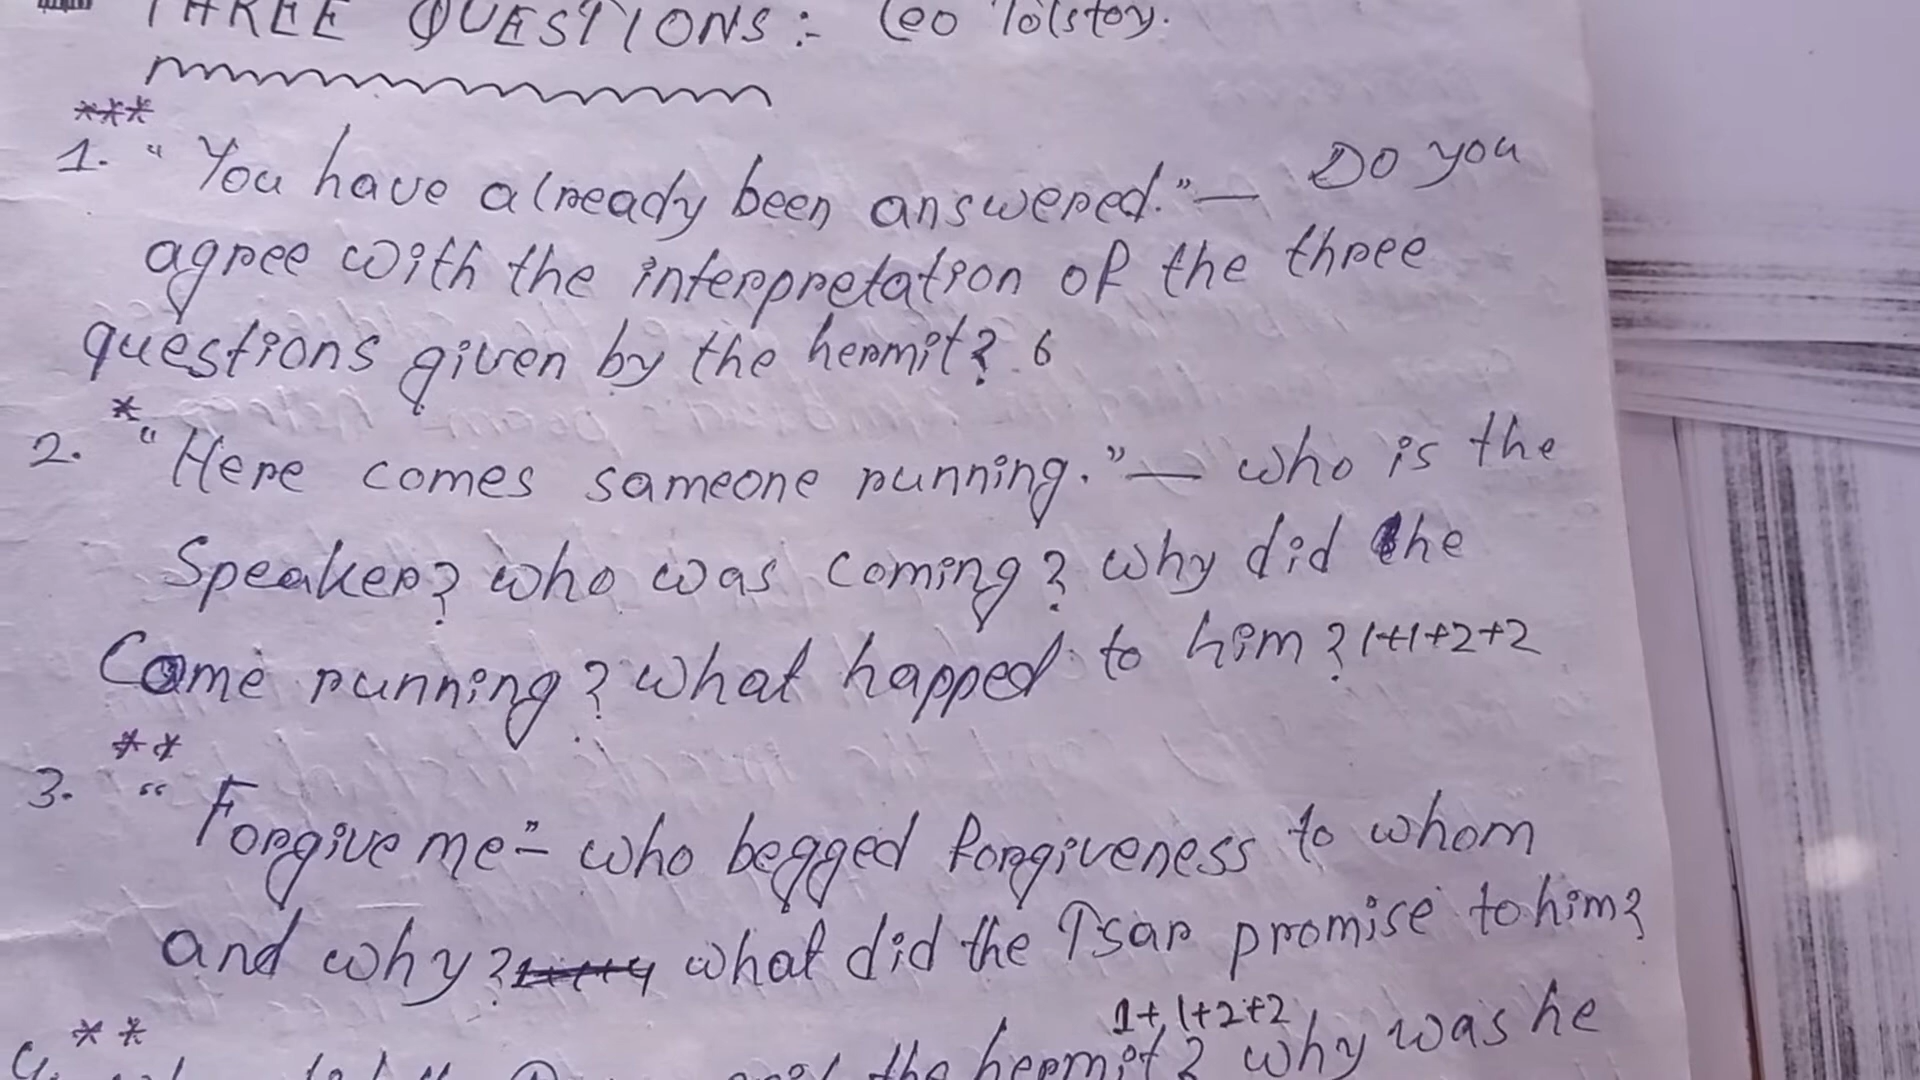 THREE QUESTIONS:- Leo Tolstoy.
***
1. "You have already been answered."— Do you
agree with the interpretation of the three
questions given by the hermit? 6
*
2. "Here comes sameone running."— who is the
Speaker? who was coming? why did the
Came running? what happed to him? 1+1+2+2
**
3. "Forgive me"- who begged forgiveness to whom
and why? what did the Tsar promise to him?
1+1+2+2
**
the hermit? why was he